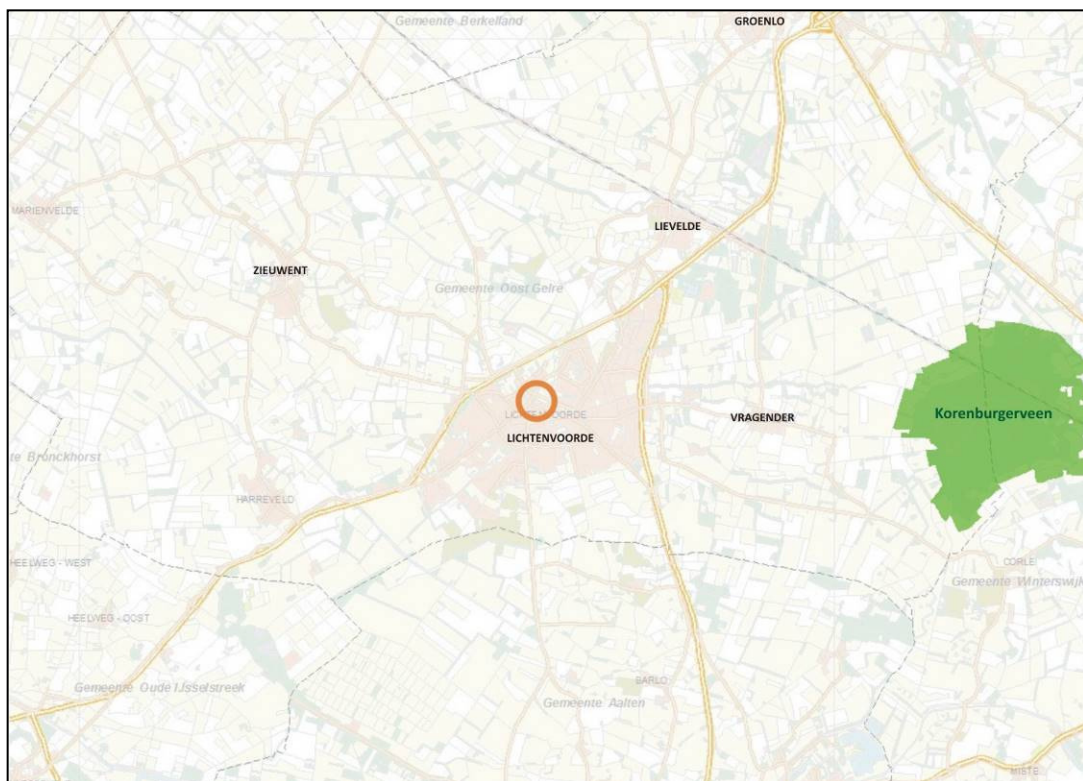 Gemeente Berkelland
GROENLO
MARIENVELDE
LIEVELDE
ZIEUWENT
Gemeente Oost Gelre
LICHTENVOORDE
VRAGENDER
Korenburgerveen
LICHTENVOORDE
te Bronckhorst
HARREVELD
HEELWEG - WEST
CORLE
Gemeente Winterswijk
HEELWEG - OOST
BARLO
Gemeente Oude IJsselstreek
Gemeente Aalten
MISTE